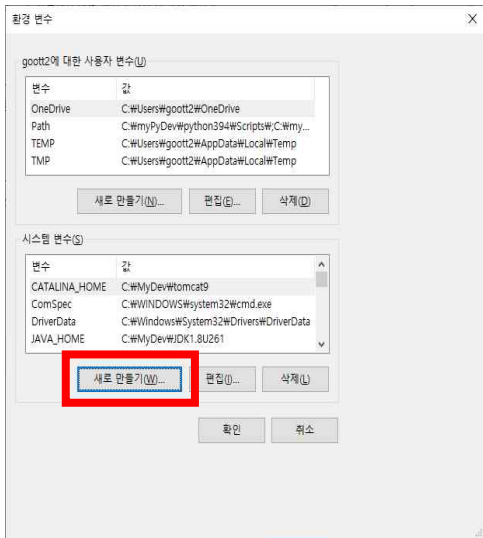 환경 변수
goott2에 대한 사용자 변수(U)
변수 값
OneDrive C:₩Users₩goott2₩OneDrive
Path C:₩myPyDev₩python394₩Scripts₩;C:₩my...
TEMP C:₩Users₩goott2₩AppData₩Local₩Temp
TMP C:₩Users₩goott2₩AppData₩Local₩Temp
새로 만들기(N)... 편집(E)... 삭제(D)
시스템 변수(S)
변수 값
CATALINA_HOME C:₩MyDev₩tomcat9
ComSpec C:₩WINDOWS₩system32₩cmd.exe
DriverData C:₩Windows₩System32₩Drivers₩DriverData
JAVA_HOME C:₩MyDev₩JDK1.8U261
새로 만들기(W)... 편집(I)... 삭제(L)
확인 취소